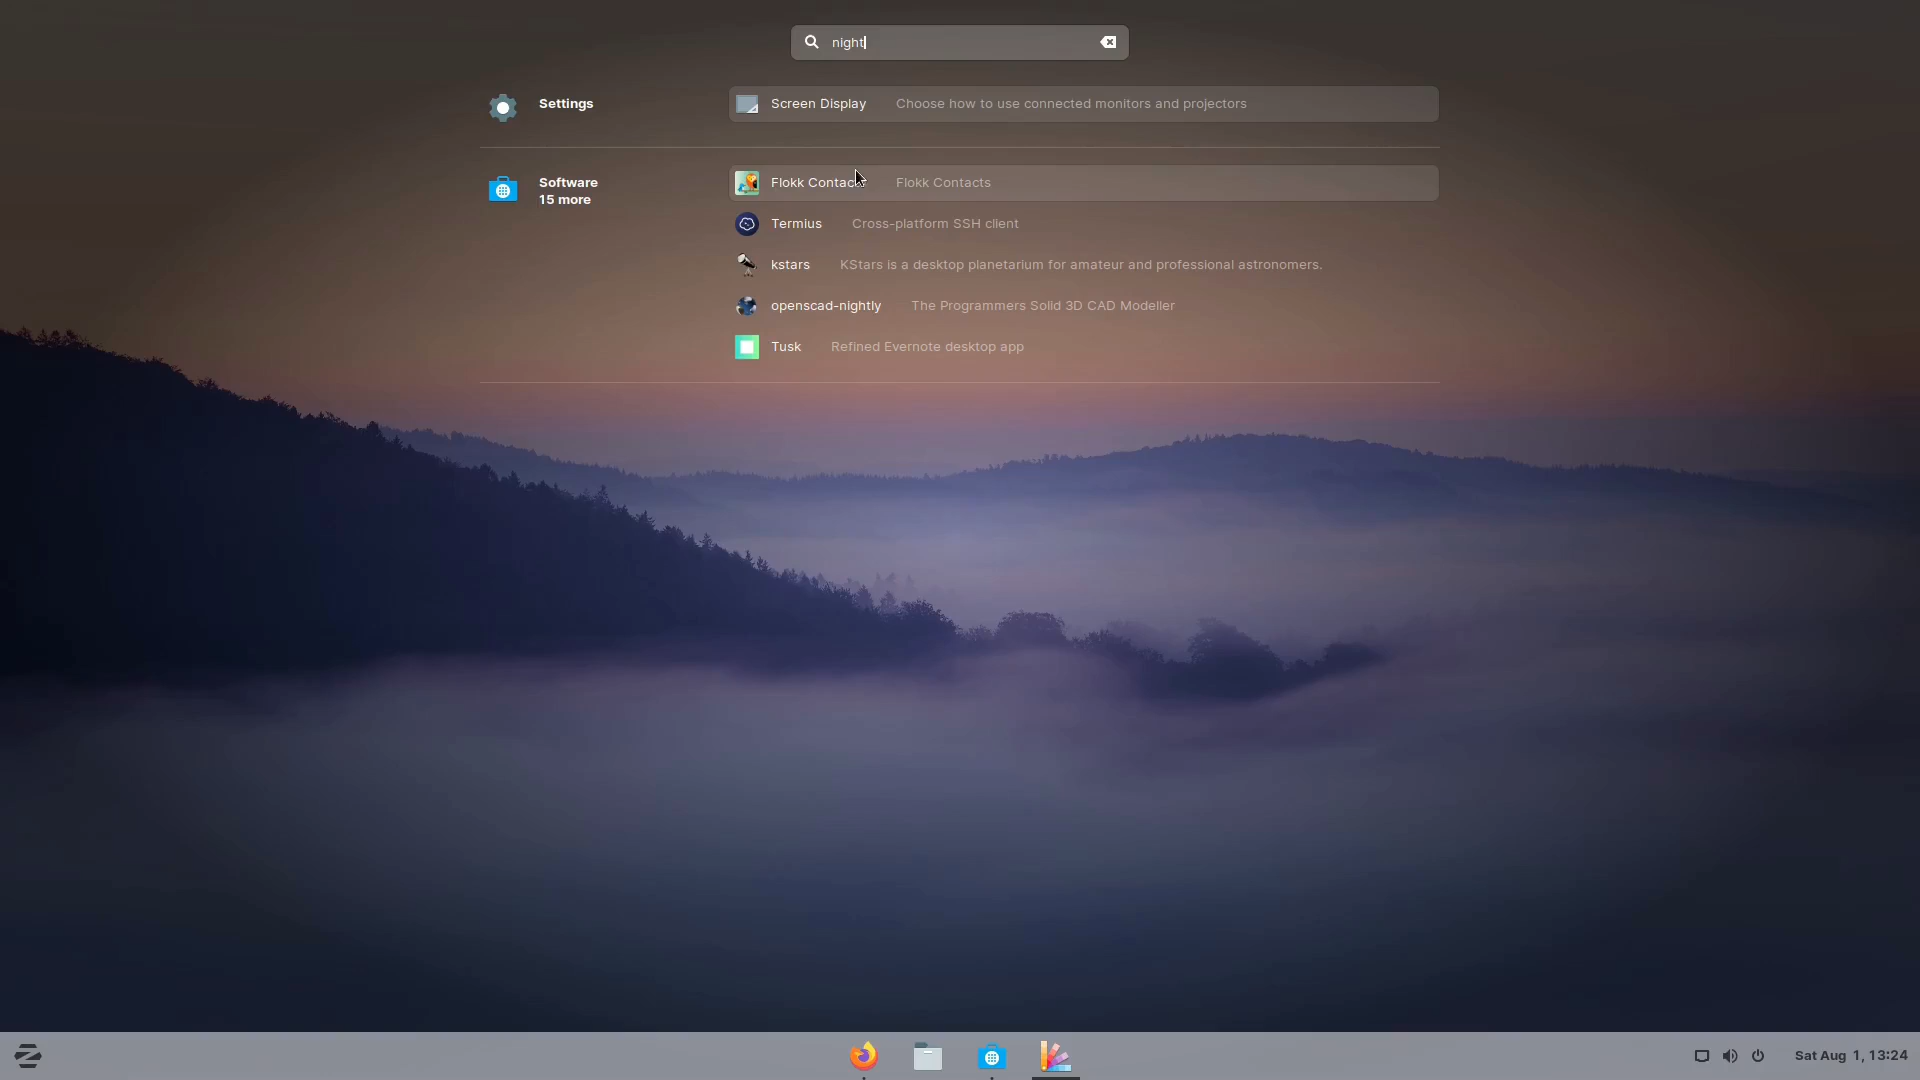 night
Settings
Screen Display Choose how to use connected monitors and projectors
Software
15 more
Flokk Contacts Flokk Contacts
Termius Cross-platform SSH client
kstars KStars is a desktop planetarium for amateur and professional astronomers.
openscad-nightly The Programmers Solid 3D CAD Modeller
Tusk Refined Evernote desktop app
Sat Aug 1, 13:24